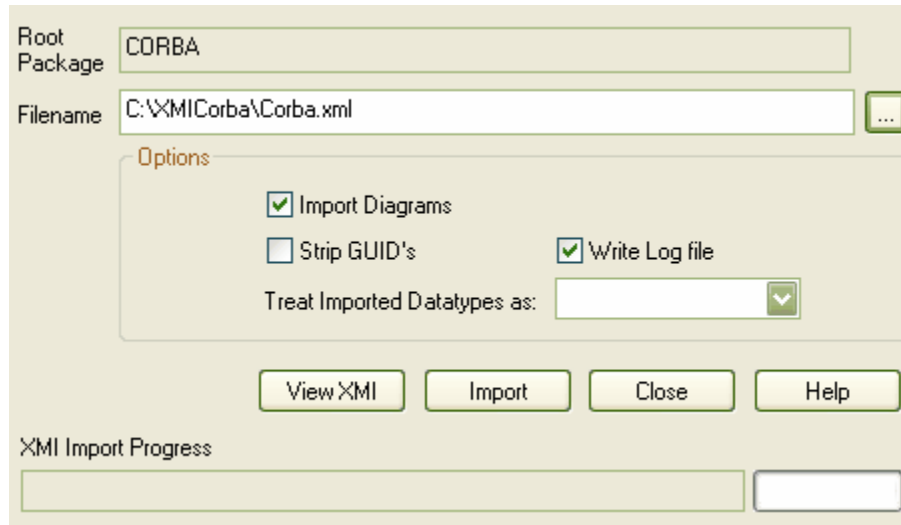 Root
Package
CORBA
Filename
C:\XMICorba\Corba.xml
...
Options
Import Diagrams
Strip GUID's
Write Log file
Treat Imported Datatypes as:
View XMI
Import
Close
Help
XMI Import Progress